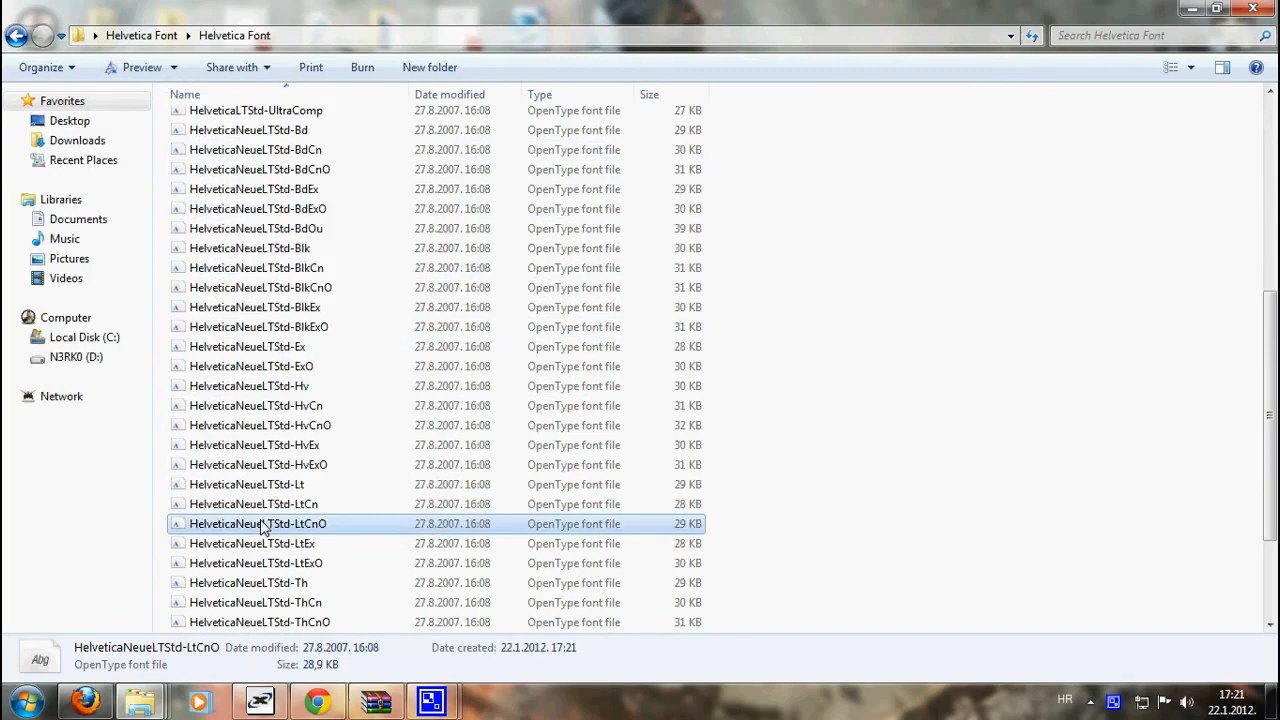 Helvetica Font Helvetica Font Search Helvetica Font
Organize Preview Share with Print Burn New folder
Name Date modified Type Size
Favorites
Desktop
Downloads
Recent Places
Libraries
Documents
Music
Pictures
Videos
Computer
Local Disk (C:)
N3RK0 (D:)
Network
HelveticaLTStd-UltraComp 27.8.2007. 16:08 OpenType font file 27 KB
HelveticaNeueLTStd-Bd 27.8.2007. 16:08 OpenType font file 29 KB
HelveticaNeueLTStd-BdCn 27.8.2007. 16:08 OpenType font file 30 KB
HelveticaNeueLTStd-BdCnO 27.8.2007. 16:08 OpenType font file 31 KB
HelveticaNeueLTStd-BdEx 27.8.2007. 16:08 OpenType font file 29 KB
HelveticaNeueLTStd-BdExO 27.8.2007. 16:08 OpenType font file 30 KB
HelveticaNeueLTStd-BdOu 27.8.2007. 16:08 OpenType font file 39 KB
HelveticaNeueLTStd-Blk 27.8.2007. 16:08 OpenType font file 30 KB
HelveticaNeueLTStd-BlkCn 27.8.2007. 16:08 OpenType font file 31 KB
HelveticaNeueLTStd-BlkCnO 27.8.2007. 16:08 OpenType font file 31 KB
HelveticaNeueLTStd-BlkEx 27.8.2007. 16:08 OpenType font file 30 KB
HelveticaNeueLTStd-BlkExO 27.8.2007. 16:08 OpenType font file 31 KB
HelveticaNeueLTStd-Ex 27.8.2007. 16:08 OpenType font file 28 KB
HelveticaNeueLTStd-ExO 27.8.2007. 16:08 OpenType font file 30 KB
HelveticaNeueLTStd-Hv 27.8.2007. 16:08 OpenType font file 30 KB
HelveticaNeueLTStd-HvCn 27.8.2007. 16:08 OpenType font file 31 KB
HelveticaNeueLTStd-HvCnO 27.8.2007. 16:08 OpenType font file 32 KB
HelveticaNeueLTStd-HvEx 27.8.2007. 16:08 OpenType font file 30 KB
HelveticaNeueLTStd-HvExO 27.8.2007. 16:08 OpenType font file 31 KB
HelveticaNeueLTStd-Lt 27.8.2007. 16:08 OpenType font file 29 KB
HelveticaNeueLTStd-LtCn 27.8.2007. 16:08 OpenType font file 28 KB
HelveticaNeueLTStd-LtCnO 27.8.2007. 16:08 OpenType font file 29 KB
HelveticaNeueLTStd-LtEx 27.8.2007. 16:08 OpenType font file 28 KB
HelveticaNeueLTStd-LtExO 27.8.2007. 16:08 OpenType font file 30 KB
HelveticaNeueLTStd-Th 27.8.2007. 16:08 OpenType font file 29 KB
HelveticaNeueLTStd-ThCn 27.8.2007. 16:08 OpenType font file 30 KB
HelveticaNeueLTStd-ThCnO 27.8.2007. 16:08 OpenType font file 31 KB
Abg
HelveticaNeueLTStd-LtCnO Date modified: 27.8.2007. 16:08 Date created: 22.1.2012. 17:21
OpenType font file Size: 28,9 KB
HR 17:21
22.1.2012.